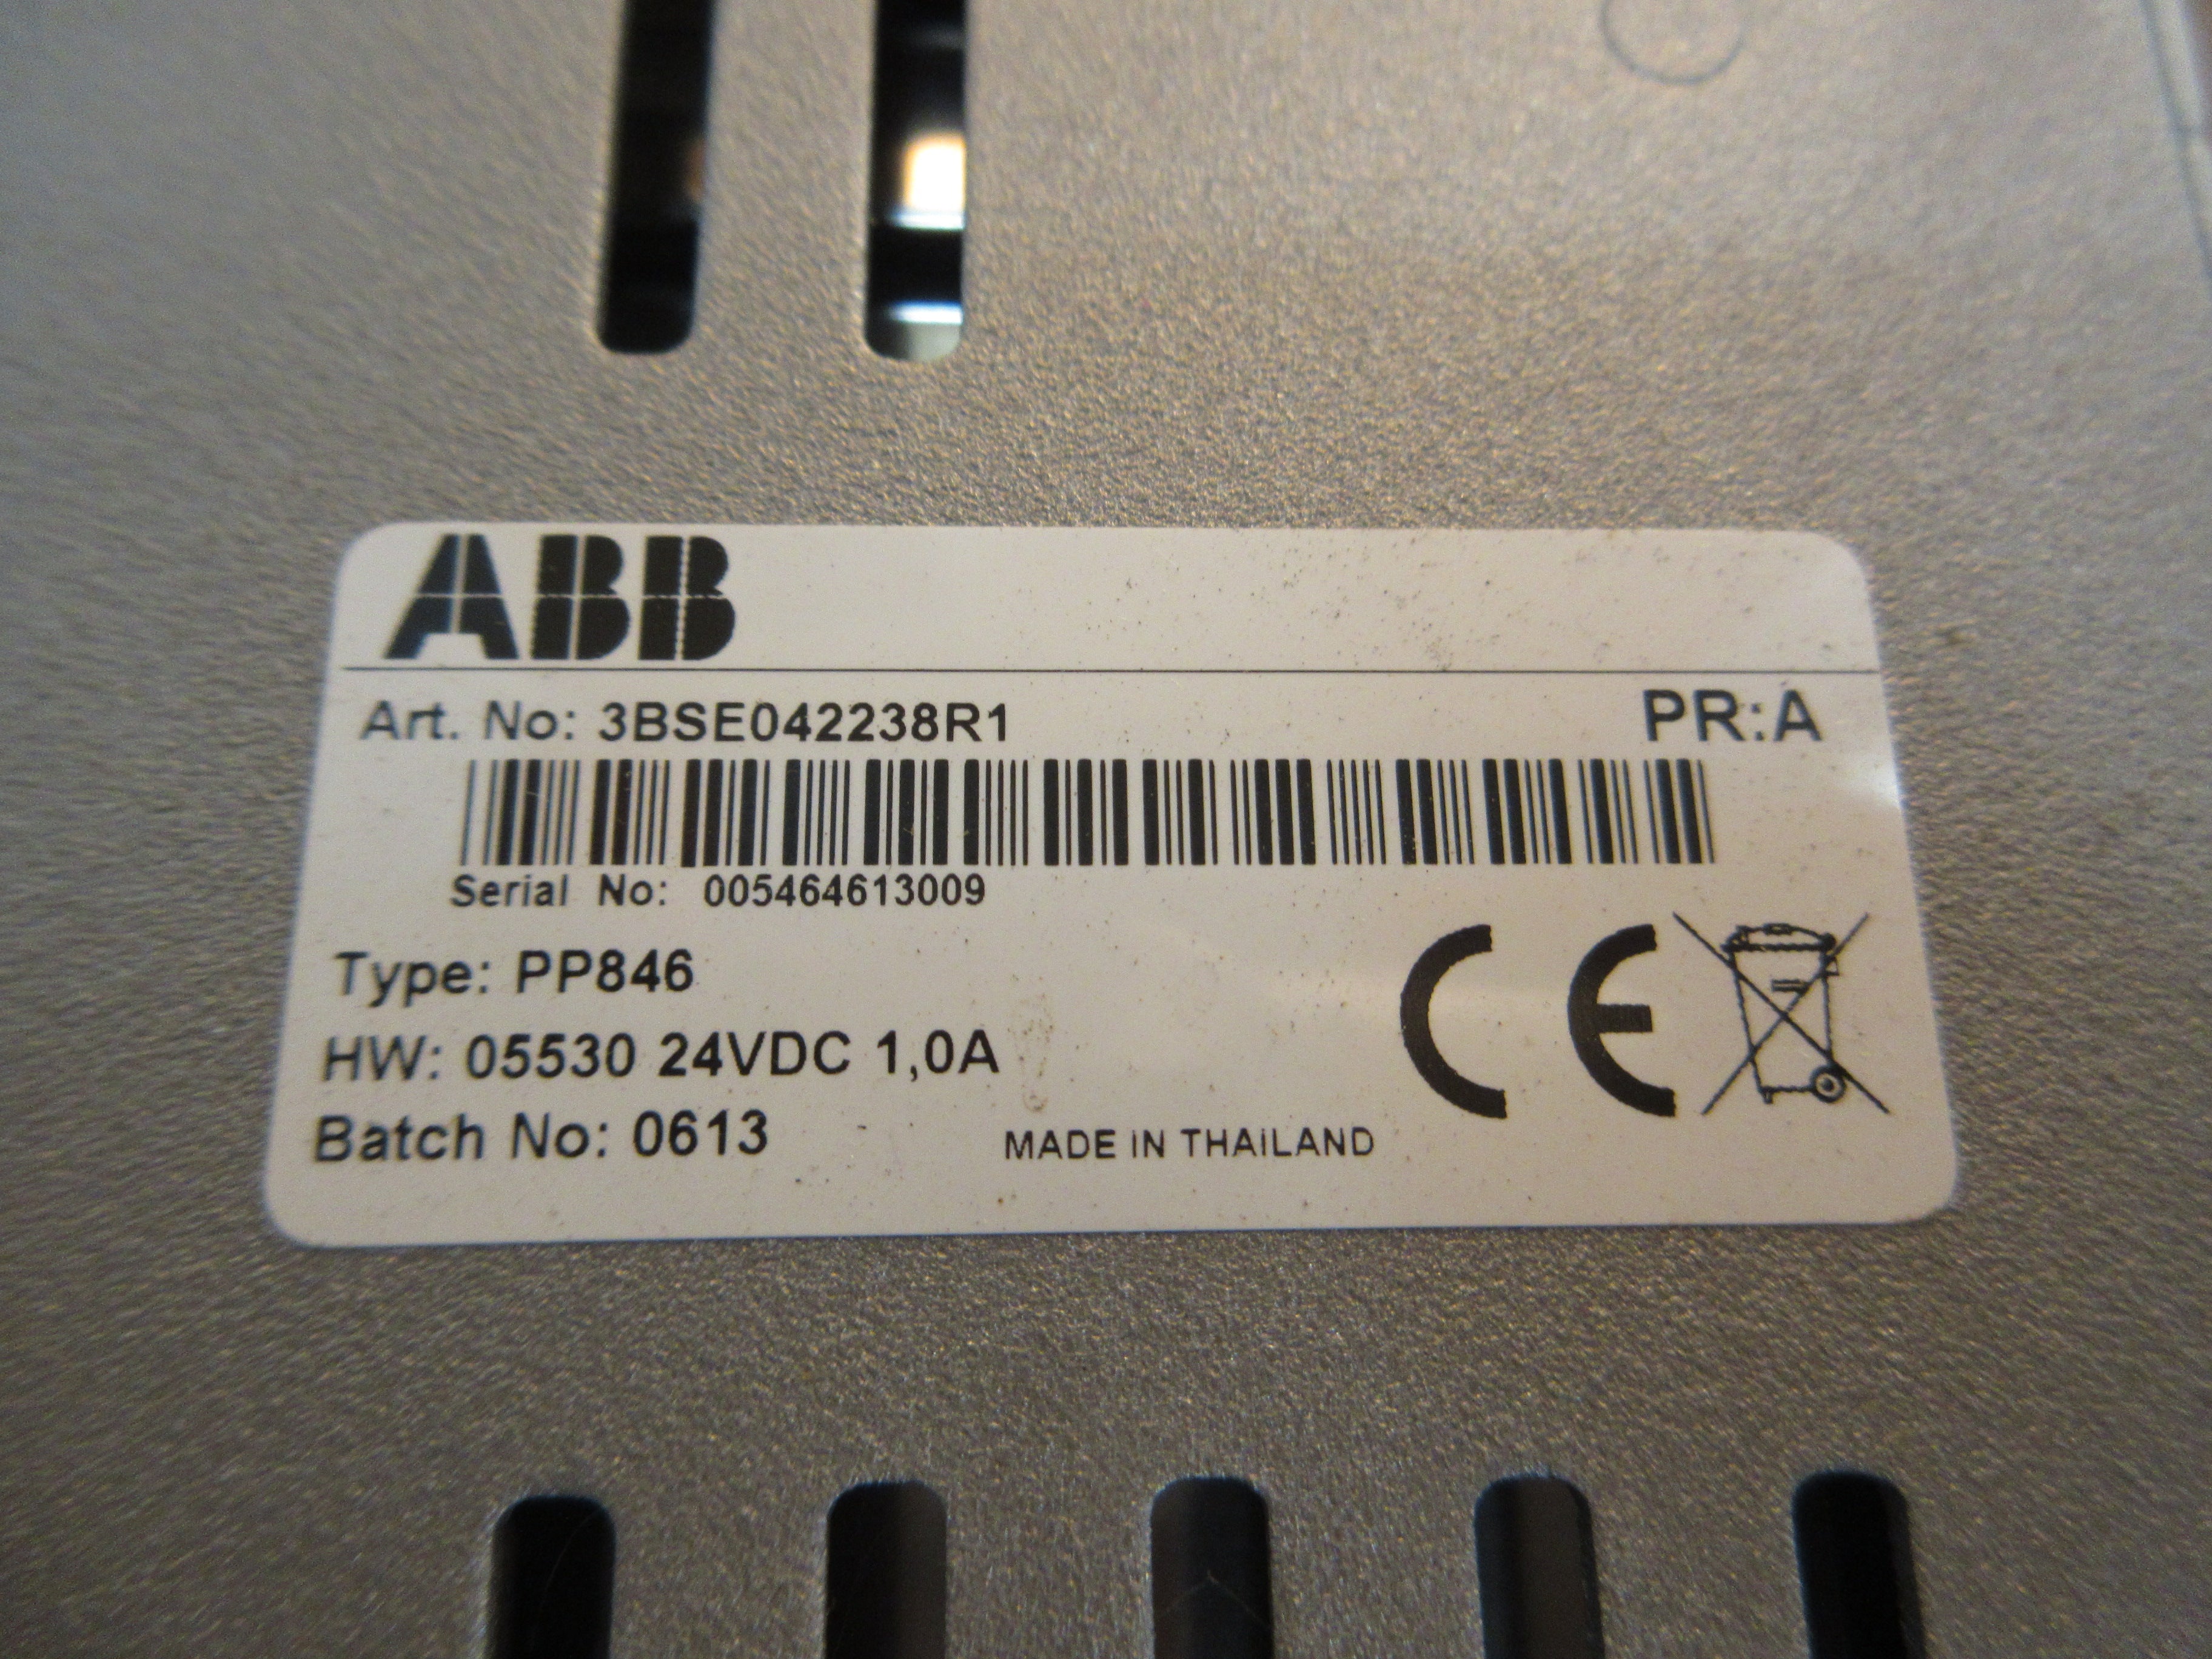 ABB
Art. No: 3BSE042238R1 PR:A
Serial No: 005464613009
Type: PP846
HW: 05530 24VDC 1,0A
Batch No: 0613
MADE IN THAILAND
CE